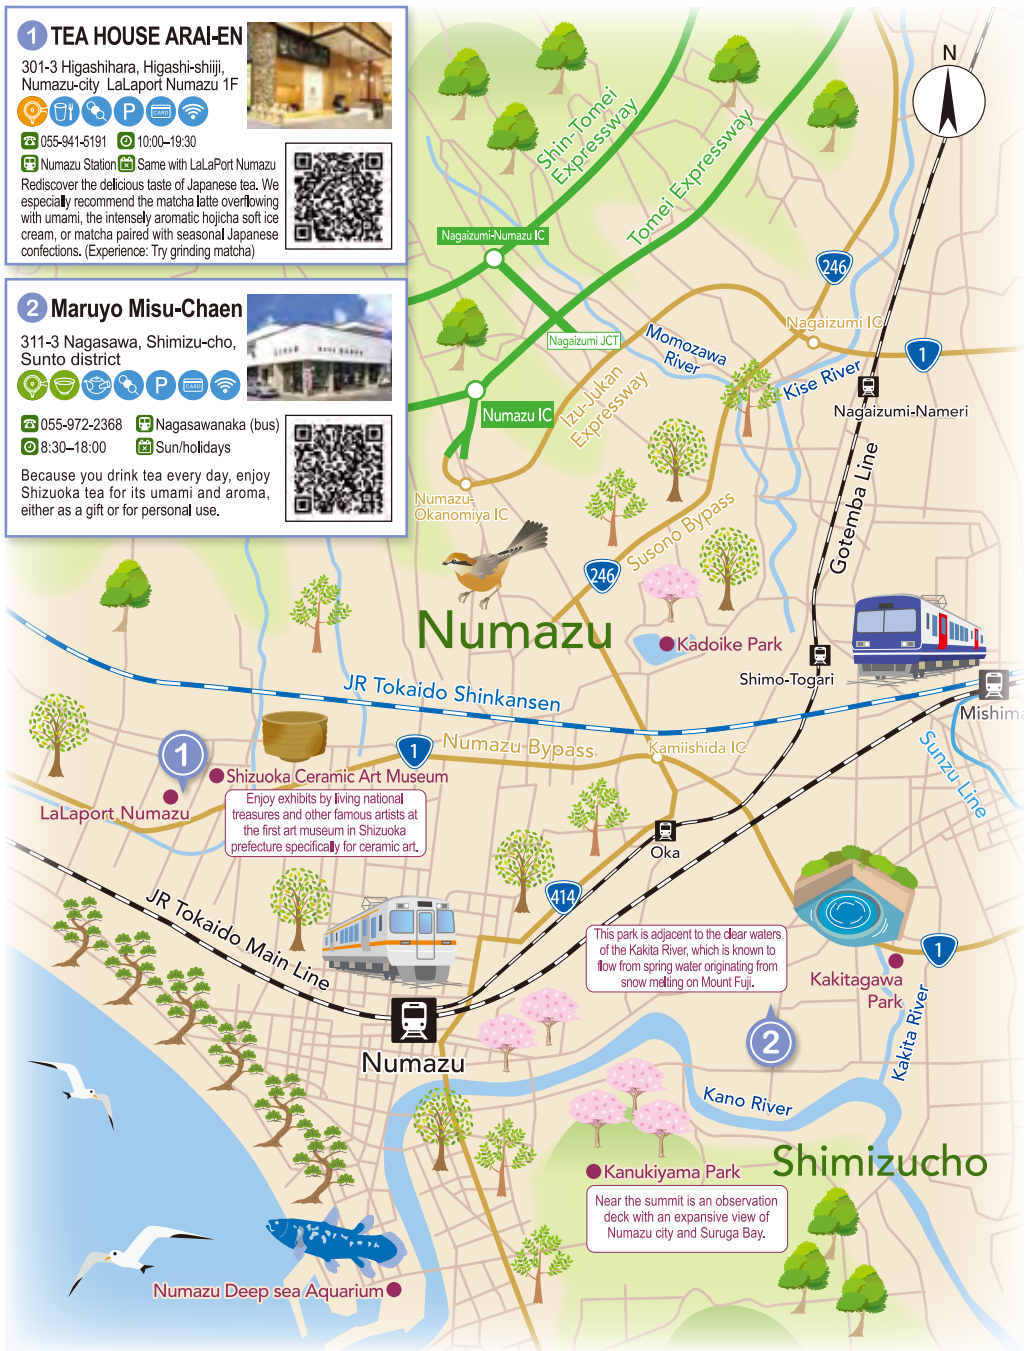 1 TEA HOUSE ARAI-EN
301-3 Higashihara, Higashi-shiiji,
Numazu-city LaLaport Numazu 1F
P CARD
055-941-5191 10:00–19:30
Numazu Station Same with LaLaPort Numazu
Rediscover the delicious taste of Japanese tea. We
especially recommend the matcha latte overflowing
with umami, the intensely aromatic hojicha soft ice
cream, or matcha paired with seasonal Japanese
confections. (Experience: Try grinding matcha)
2 Maruyo Misu-Chaen
311-3 Nagasawa, Shimizu-cho,
Sunto district
P CARD
055-972-2368 Nagasawanaka (bus)
8:30–18:00 Sun/holidays
Because you drink tea every day, enjoy
Shizuoka tea for its umami and aroma,
either as a gift or for personal use.
N
Shin-Tomei
Expressway
Tomei Expressway
Nagaizumi-Numazu IC
246
Nagaizumi IC
Nagaizumi JCT
Momozawa
River
1
Kise River
Izu-Jukan
Expressway
Numazu IC
Nagaizumi-Nameri
Gotemba Line
Numazu-
Okanomiya IC
Susono Bypass
246
Numazu
Kadoike Park
Shimo-Togari
JR Tokaido Shinkansen
Mishima
Sunzu Line
1
1
Numazu Bypass
Kamiishida IC
Shizuoka Ceramic Art Museum
LaLaport Numazu
Enjoy exhibits by living national
treasures and other famous artists at
the first art museum in Shizuoka
prefecture specifically for ceramic art.
Oka
JR Tokaido Main Line
414
This park is adjacent to the clear waters
of the Kakita River, which is known to
flow from spring water originating from
snow melting on Mount Fuji.
1
Kakitagawa
Park
Kakita River
Numazu
2
Kano River
Kanukiyama Park
Shimizucho
Near the summit is an observation
deck with an expansive view of
Numazu city and Suruga Bay.
Numazu Deep sea Aquarium